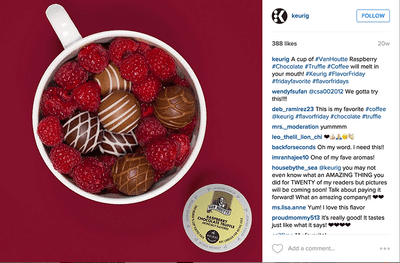 keurig
FOLLOW
388 likes
20w
keurig A cup of #VanHoutte Raspberry
#Chocolate #Truffle #Coffee will melt in
your mouth! #Keurig #FlavorFriday
#fridayfavorite #flavorfridays
wendyfsufan @csa002012 We gotta try
this!!!!
deb_ramirez23 This is my favorite #coffee
@keurig #flavorfriday #chocolate #truffle
mrs._moderation yummmm
leo_thell_lion_chi
backforseconds Oh my word. I need this!!
imranhajee10 One of my fave aromas!
housebythe_sea @keurig you may not
even know what an AMAZING THING you
did for TWENTY of my readers but pictures
will be coming soon! Talk about paying it
forward! What an amazing company!! ❤❤
ms.lisa.anne Yum! I love this flavor
proudmommy513 It's really good! It tastes
just like what it says! ❤❤❤❤
Add a comment...
RASPBERRY
CHOCOLATE TRUFFLE